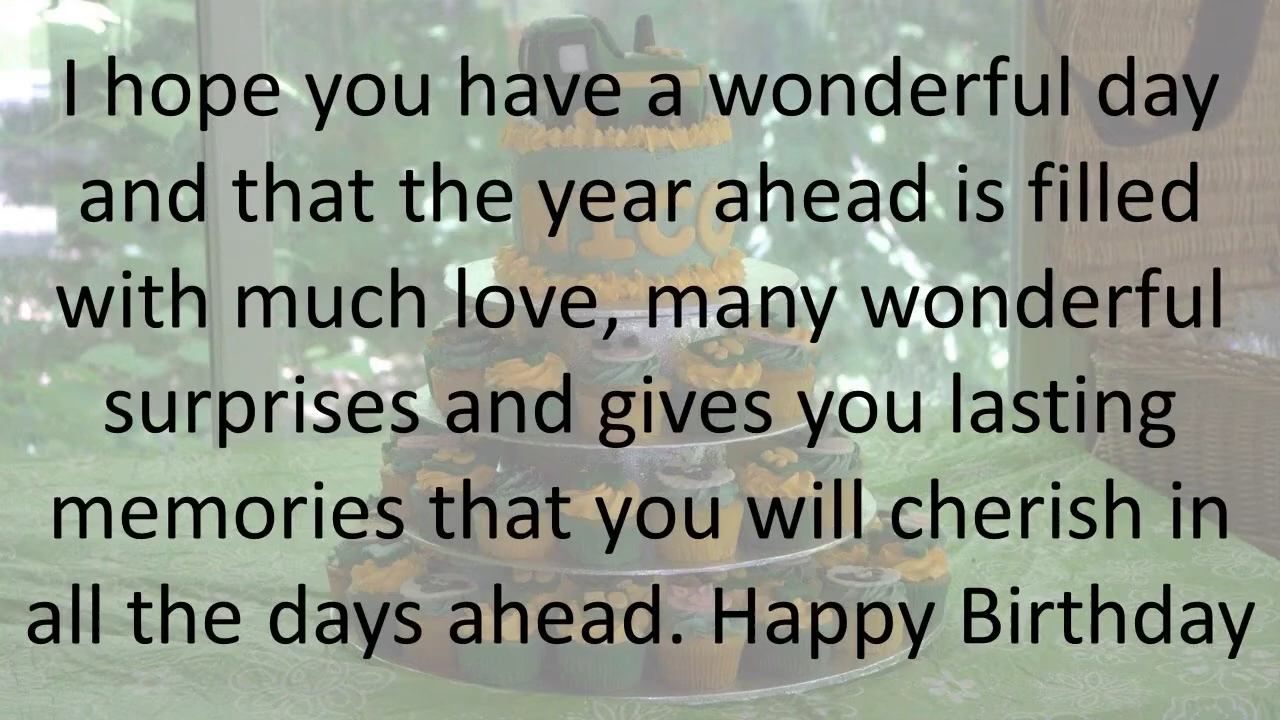 I hope you have a wonderful day
and that the year ahead is filled
with much love, many wonderful
surprises and gives you lasting
memories that you will cherish in
all the days ahead. Happy Birthday
NICO